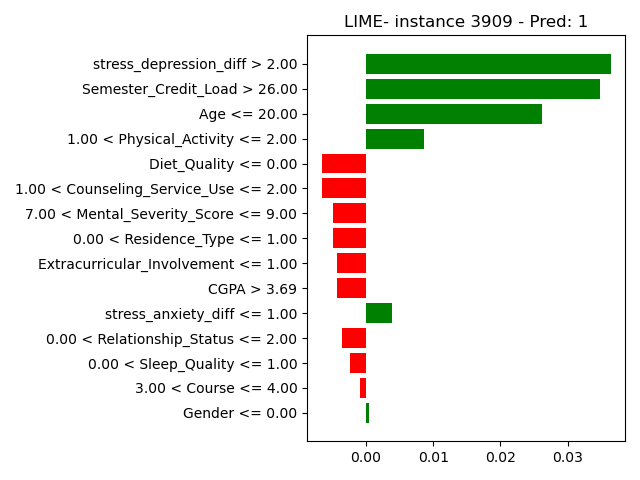 LIME- instance 3909 - Pred: 1
stress_depression_diff > 2.00
Semester_Credit_Load > 26.00
Age <= 20.00
1.00 < Physical_Activity <= 2.00
Diet_Quality <= 0.00
1.00 < Counseling_Service_Use <= 2.00
7.00 < Mental_Severity_Score <= 9.00
0.00 < Residence_Type <= 1.00
Extracurricular_Involvement <= 1.00
CGPA > 3.69
stress_anxiety_diff <= 1.00
0.00 < Relationship_Status <= 2.00
0.00 < Sleep_Quality <= 1.00
3.00 < Course <= 4.00
Gender <= 0.00
0.00 0.01 0.02 0.03